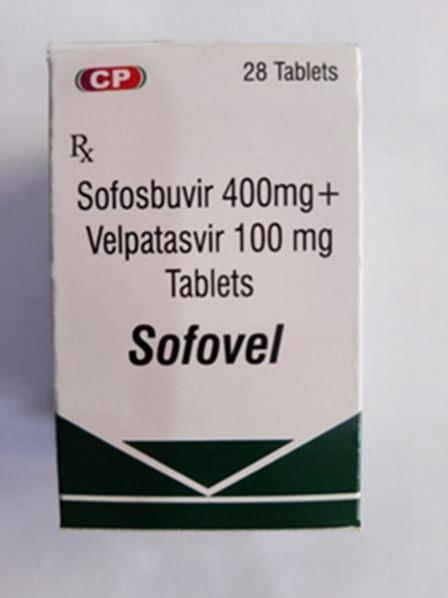 CP
28 Tablets
Rx
Sofosbuvir 400mg+
Velpatasvir 100 mg
Tablets
Sofovel